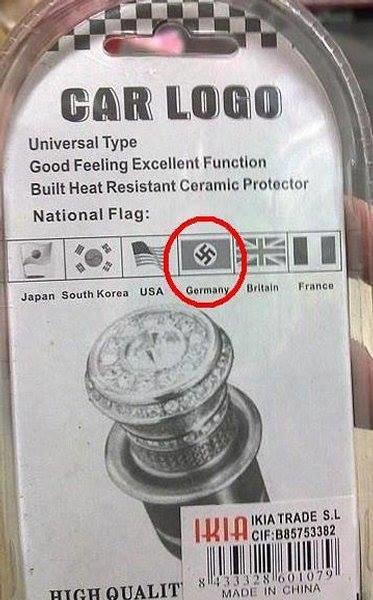 CAR LOGO
Universal Type
Good Feeling Excellent Function
Built Heat Resistant Ceramic Protector
National Flag:
Japan South Korea USA Germany Britain France
IKIA IKIA TRADE S.L
CIF:B85753382
8 433328 601079
MADE IN CHINA
HIGH QUALIT